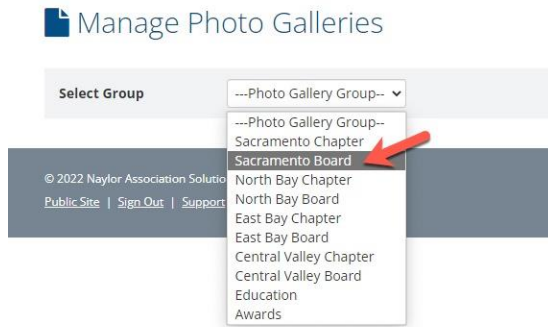 Manage Photo Galleries
Select Group
---Photo Gallery Group--
---Photo Gallery Group--
Sacramento Chapter
Sacramento Board
North Bay Chapter
North Bay Board
East Bay Chapter
East Bay Board
Central Valley Chapter
Central Valley Board
Education
Awards
© 2022 Naylor Association Solutio
Public Site | Sign Out | Support